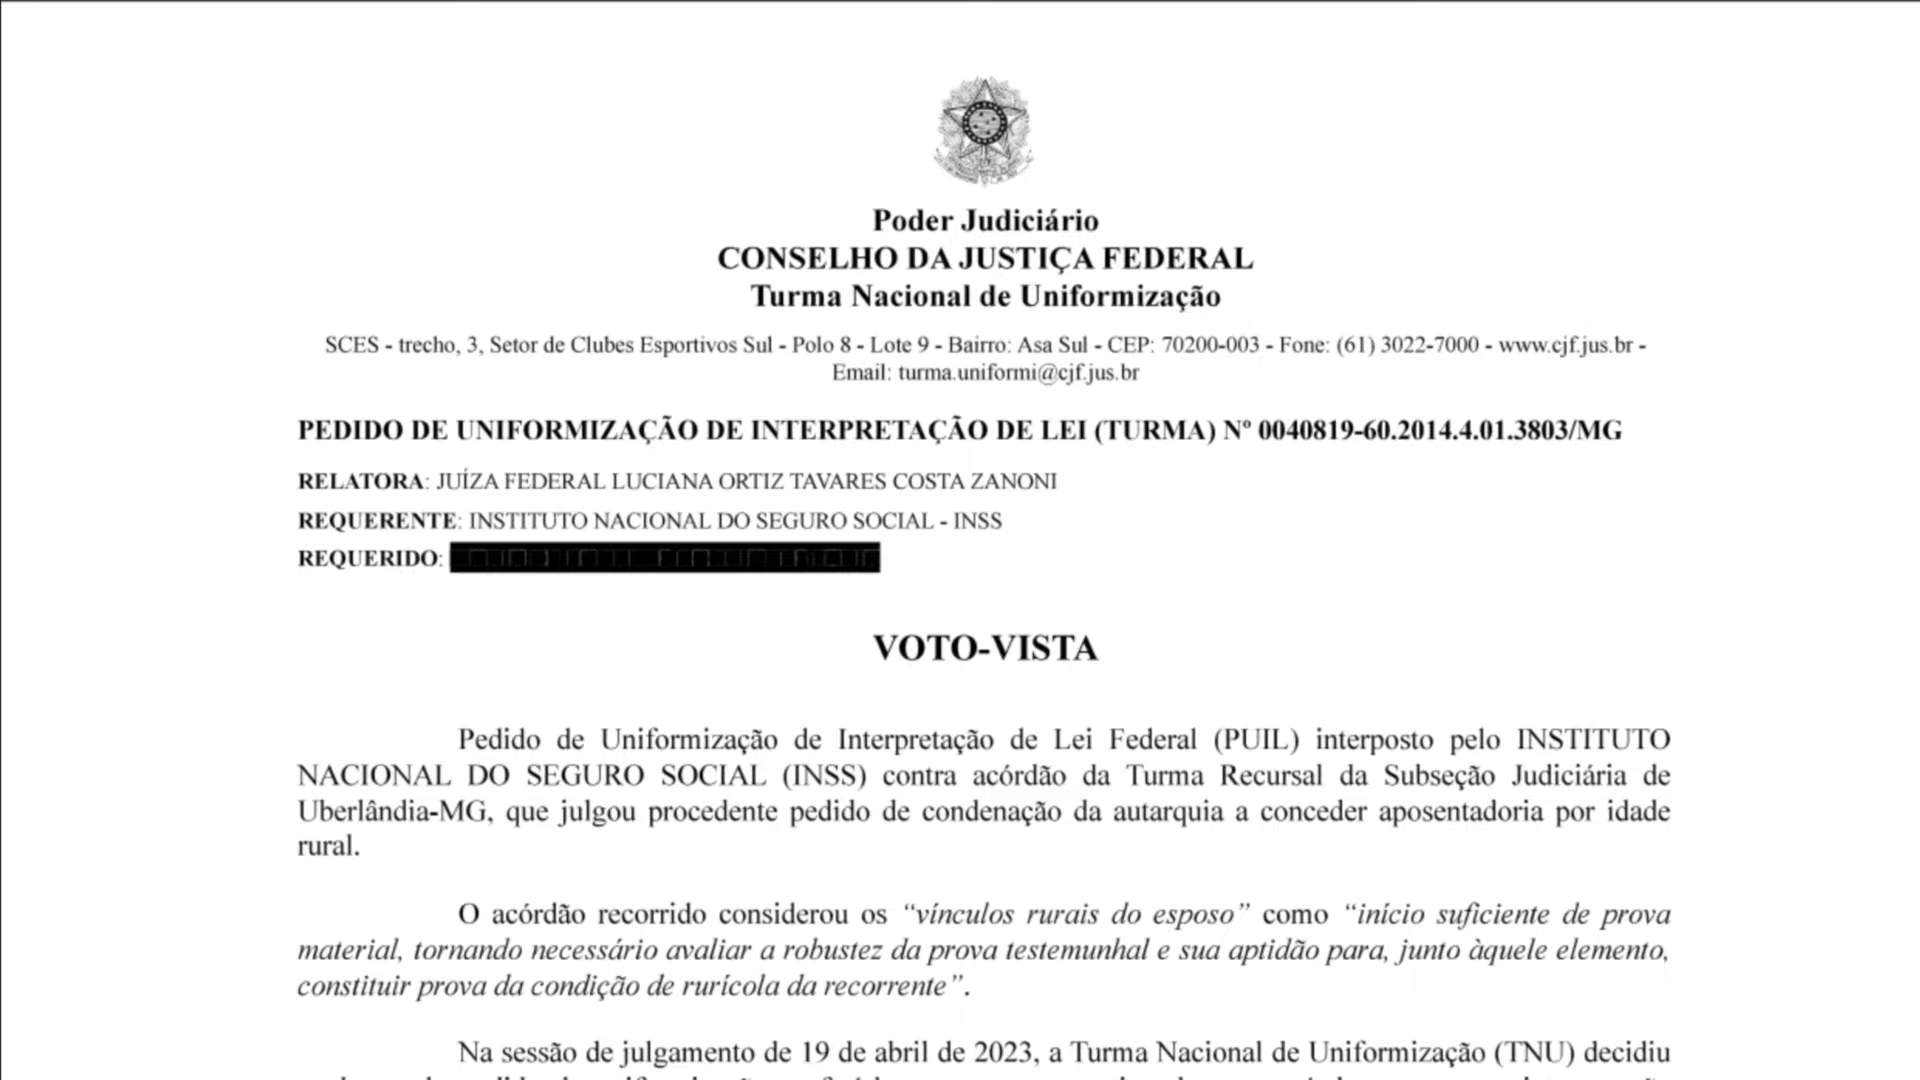 Poder Judiciário
CONSELHO DA JUSTIÇA FEDERAL
Turma Nacional de Uniformização
SCES - trecho, 3, Setor de Clubes Esportivos Sul - Polo 8 - Lote 9 - Bairro: Asa Sul - CEP: 70200-003 - Fone: (61) 3022-7000 - www.cjf.jus.br -
Email: turma.uniformi@cjf.jus.br
PEDIDO DE UNIFORMIZAÇÃO DE INTERPRETAÇÃO DE LEI (TURMA) Nº 0040819-60.2014.4.01.3803/MG
RELATORA: JUÍZA FEDERAL LUCIANA ORTIZ TAVARES COSTA ZANONI
REQUERENTE: INSTITUTO NACIONAL DO SEGURO SOCIAL - INSS
REQUERIDO:
VOTO-VISTA
Pedido de Uniformização de Interpretação de Lei Federal (PUIL) interposto pelo INSTITUTO
NACIONAL DO SEGURO SOCIAL (INSS) contra acórdão da Turma Recursal da Subseção Judiciária de
Uberlândia-MG, que julgou procedente pedido de condenação da autarquia a conceder aposentadoria por idade
rural.
O acórdão recorrido considerou os “vínculos rurais do esposo” como “início suficiente de prova
material, tornando necessário avaliar a robustez da prova testemunhal e sua aptidão para, junto àquele elemento,
constituir prova da condição de rurícola da recorrente”.
Na sessão de julgamento de 19 de abril de 2023, a Turma Nacional de Uniformização (TNU) decidiu